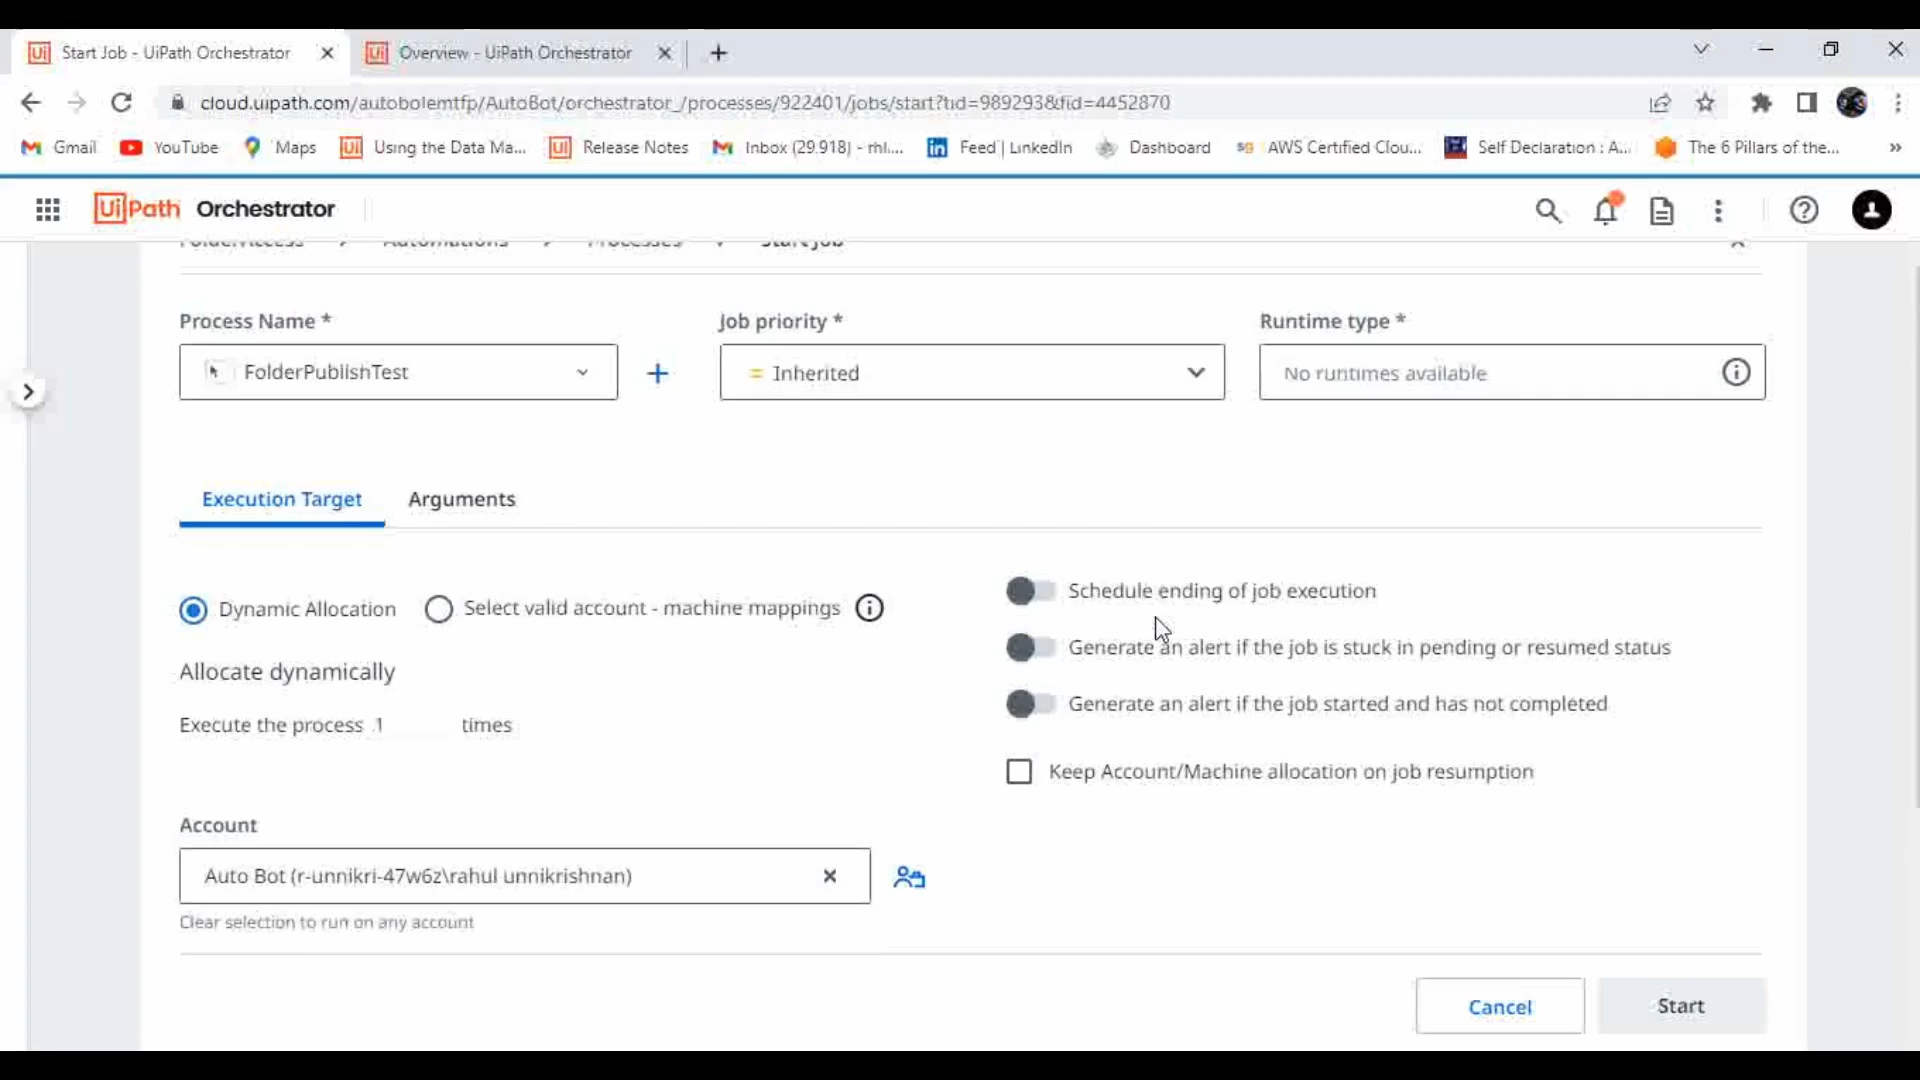 Start Job - UiPath Orchestrator
Overview - UiPath Orchestrator
cloud.uipath.com/autobolemtfp/AutoBot/orchestrator_/processes/922401/jobs/start?tid=989293&fid=4452870
Gmail YouTube Maps Using the Data Ma... Release Notes Inbox (29,918) - rhl.... Feed | LinkedIn Dashboard AWS Certified Clou... Self Declaration : A... The 6 Pillars of the...
UiPath Orchestrator
FolderAccess Automations Processes Start Job
Process Name * Job priority * Runtime type *
FolderPublishTest Inherited No runtimes available
Execution Target Arguments
Dynamic Allocation Select valid account - machine mappings
Schedule ending of job execution
Generate an alert if the job is stuck in pending or resumed status
Allocate dynamically
Generate an alert if the job started and has not completed
Execute the process 1 times
Keep Account/Machine allocation on job resumption
Account
Auto Bot (r-unnikri-47w6z\rahul unnikrishnan)
Clear selection to run on any account
Cancel Start